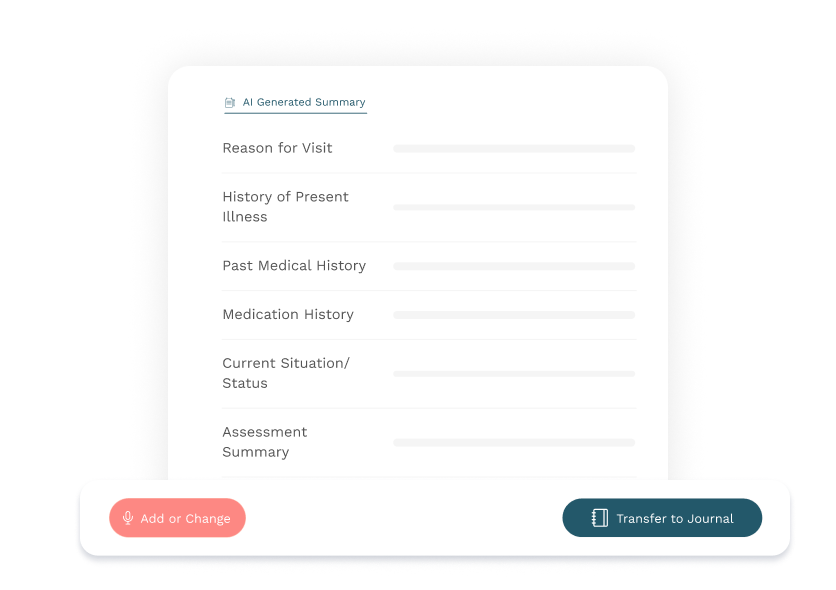 AI Generated Summary
Reason for Visit
History of Present
Illness
Past Medical History
Medication History
Current Situation/
Status
Assessment
Summary
Add or Change
Transfer to Journal